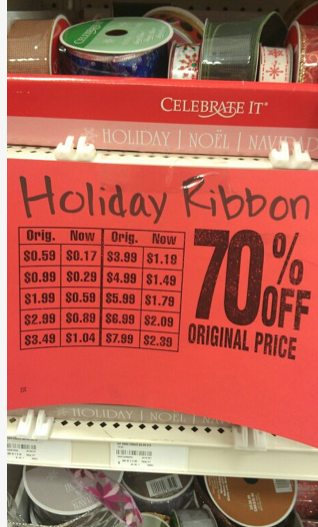 CELEBRATE IT
HOLIDAY | NOËL | NAVIDAD
Holiday Ribbon
Orig. Now Orig. Now
$0.59 $0.17 $3.99 $1.18
$0.99 $0.29 $4.99 $1.49
$1.99 $0.59 $5.99 $1.79
$2.99 $0.89 $6.99 $2.09
$3.49 $1.04 $7.99 $2.39
70% OFF
ORIGINAL PRICE
HOLIDAY | NOËL